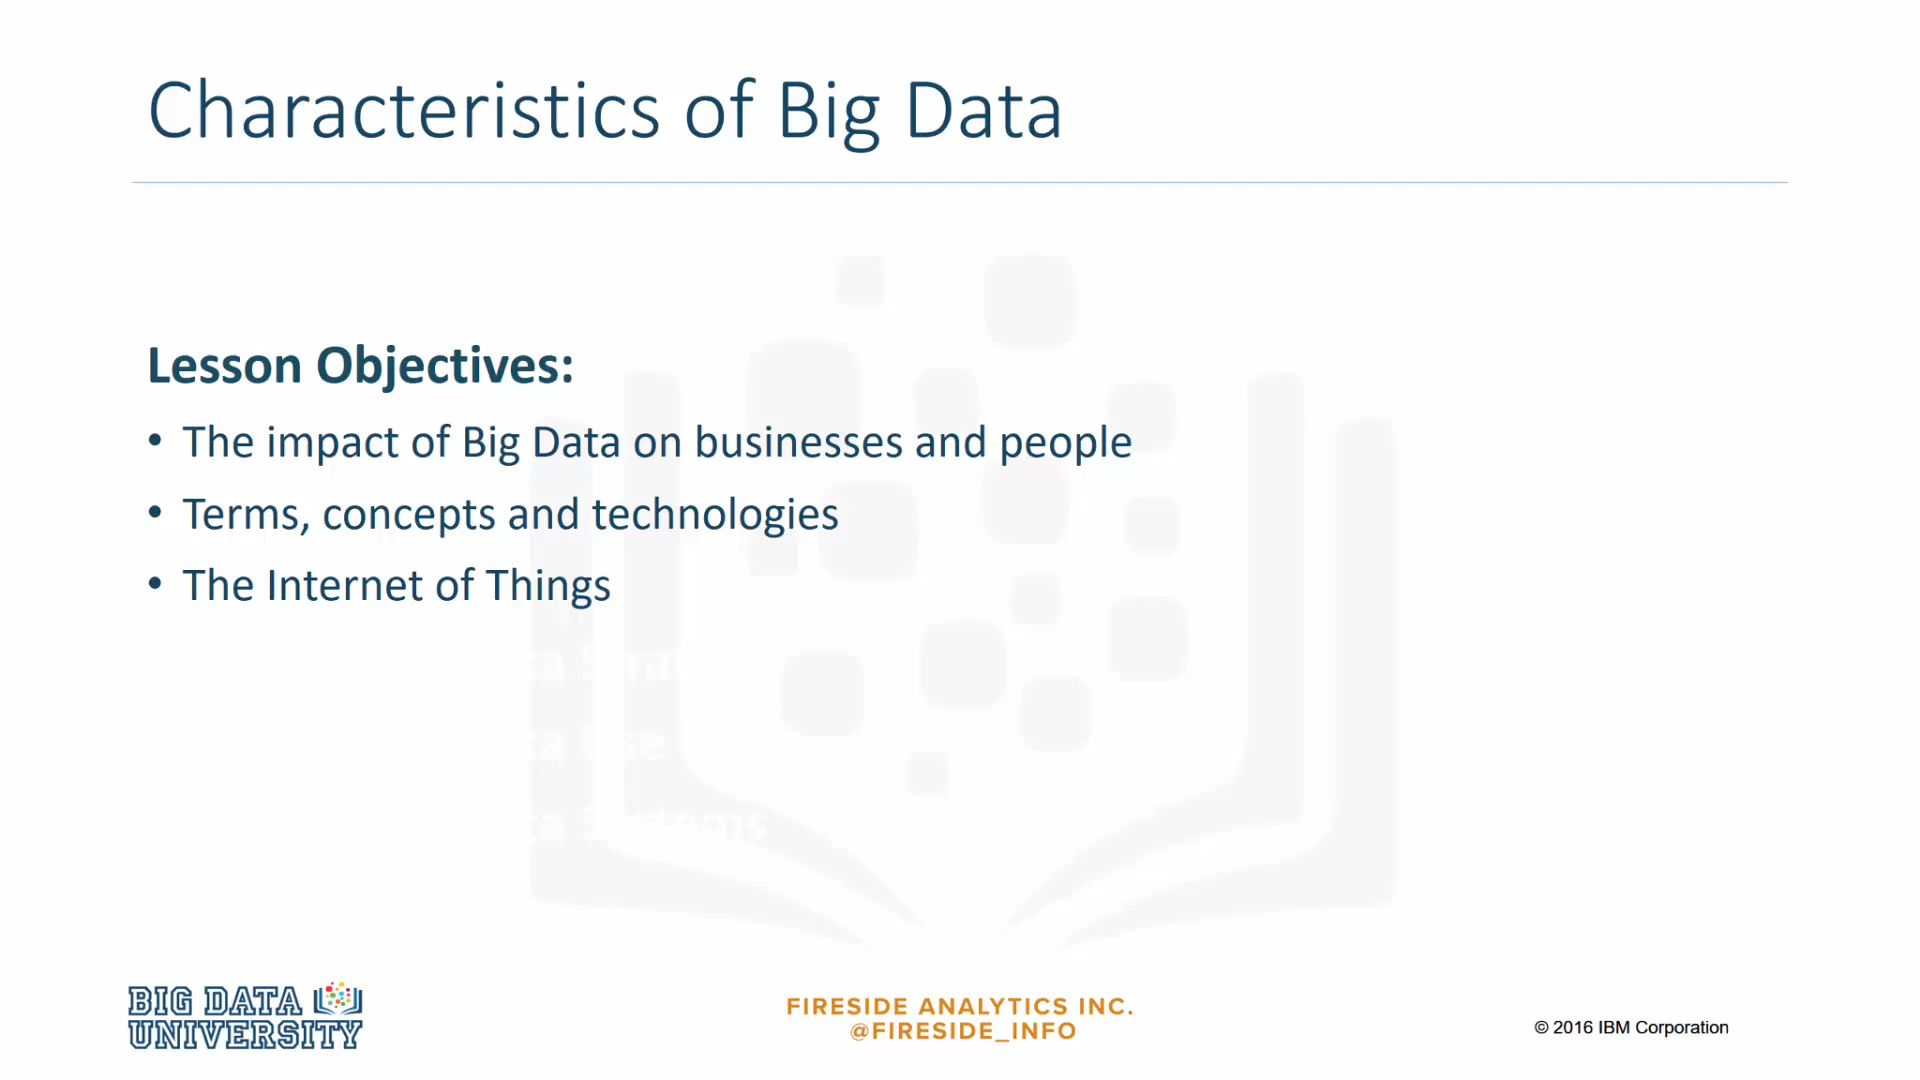 Characteristics of Big Data
Lesson Objectives:
• The impact of Big Data on businesses and people
• Terms, concepts and technologies
• The Internet of Things
BIG DATA
UNIVERSITY
FIRESIDE ANALYTICS INC.
@FIRESIDE_INFO
© 2016 IBM Corporation